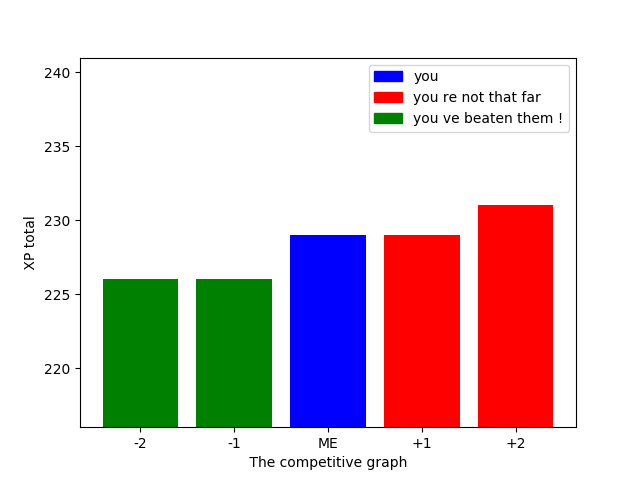 240
235
230
225
220
XP total
you
you re not that far
you ve beaten them !
-2 -1 ME +1 +2
The competitive graph